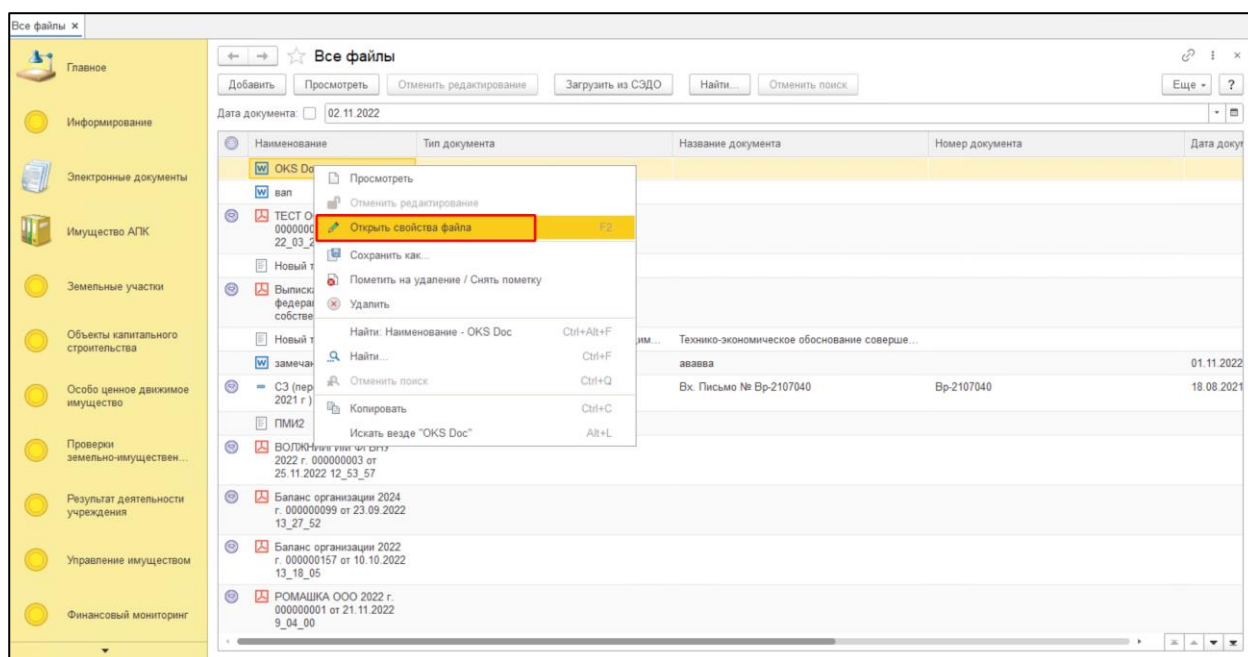 Все файлы ×
Главное
Информирование
Электронные документы
Имущество АПК
Земельные участки
Объекты капитального
строительства
Особо ценное движимое
имущество
Проверки
земельно-имуществен...
Результат деятельности
учреждения
Управление имуществом
Финансовый мониторинг
Все файлы
Добавить Просмотреть Отменить редактирование Загрузить из СЭДО Найти... Отменить поиск Еще ?
Дата документа: 02.11.2022
Наименование Тип документа Название документа Номер документа Дата докум
OKS Do
вап
ТЕСТ О
0000000
22_03_2
Новый т
Выписк
федера
собстве
Новый т им... Технико-экономическое обоснование соверше...
замечан ававва 01.11.2022
СЗ (пер Вх. Письмо № Вр-2107040 Вр-2107040 18.08.2021
2021 г )
ПМИ2
2022 г. 000000003 от
25.11.2022 12_53_57
Баланс организации 2024
г. 000000099 от 23.09.2022
13_27_52
Баланс организации 2022
г. 000000157 от 10.10.2022
13_18_05
РОМАШКА ООО 2022 г.
000000001 от 21.11.2022
9_04_00
Просмотреть
Отменить редактирование
Открыть свойства файла F2
Сохранить как...
Пометить на удаление / Снять пометку
Удалить
Найти: Наименование - OKS Doc Ctrl+Alt+F
Найти... Ctrl+F
Отменить поиск Ctrl+Q
Копировать Ctrl+C
Искать везде "OKS Doc" Alt+L